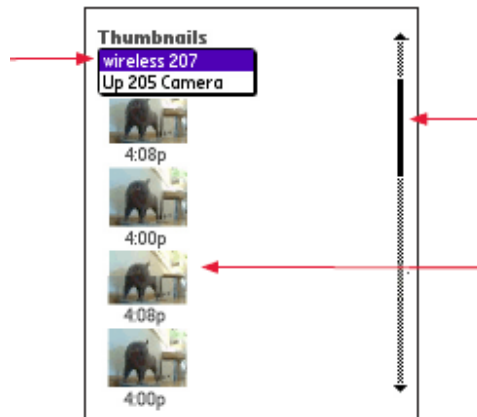 Thumbnails
wireless 207
Up 205 Camera
4:08p
4:00p
4:08p
4:00p